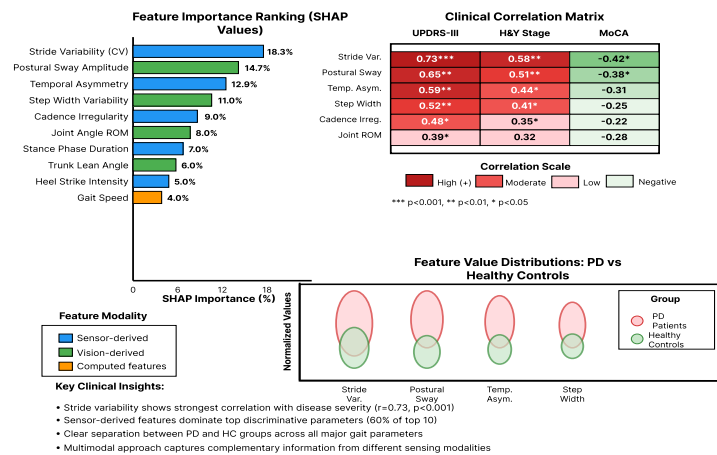 Feature Importance Ranking (SHAP
Values)
Stride Variability (CV)
18.3%
Postural Sway Amplitude
14.7%
Temporal Asymmetry
12.9%
Step Width Variability
11.0%
Cadence Irregularity
9.0%
Joint Angle ROM
8.0%
Stance Phase Duration
7.0%
Trunk Lean Angle
6.0%
Heel Strike Intensity
5.0%
Gait Speed
4.0%
0 6 12 18
SHAP Importance (%)
Feature Modality
Sensor-derived
Vision-derived
Computed features
Clinical Correlation Matrix
UPDRS-III H&Y Stage MoCA
Stride Var. 0.73*** 0.58** -0.42*
Postural Sway 0.65** 0.51** -0.38*
Temp. Asym. 0.59** 0.44* -0.31
Step Width 0.52** 0.41* -0.25
Cadence Irreg. 0.48* 0.35* -0.22
Joint ROM 0.39* 0.32 -0.28
Correlation Scale
High (+) Moderate Low Negative
*** p<0.001, ** p<0.01, * p<0.05
Feature Value Distributions: PD vs
Healthy Controls
Normalized Values
Group
PD
Patients
Healthy
Controls
Stride
Var.
Postural
Sway
Temp.
Asym.
Step
Width
Key Clinical Insights:
• Stride variability shows strongest correlation with disease severity (r=0.73, p<0.001)
• Sensor-derived features dominate top discriminative parameters (60% of top 10)
• Clear separation between PD and HC groups across all major gait parameters
• Multimodal approach captures complementary information from different sensing modalities